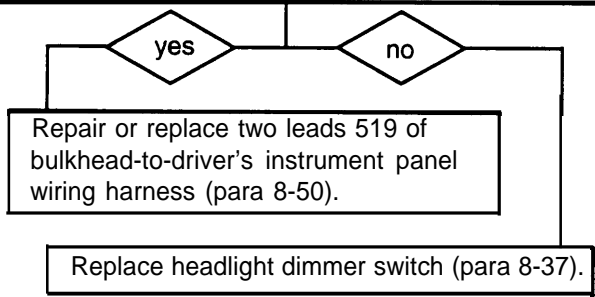 yes
no
Repair or replace two leads 519 of
bulkhead-to-driver's instrument panel
wiring harness (para 8-50).
Replace headlight dimmer switch (para 8-37).